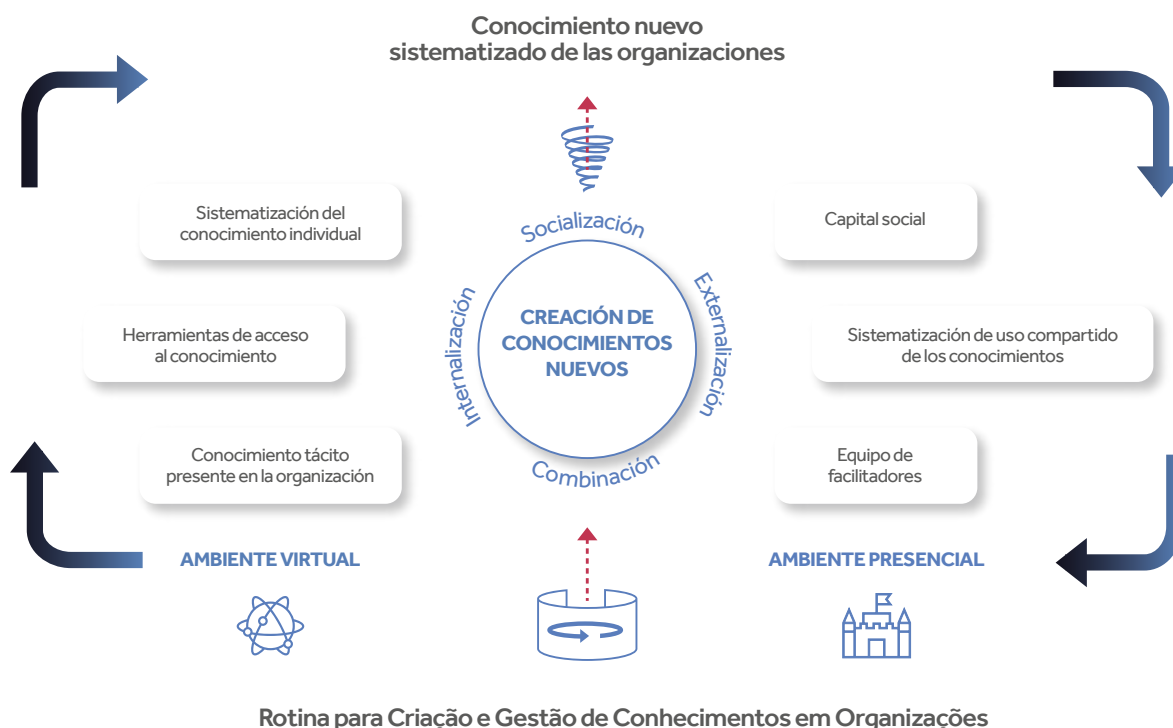 Conocimiento nuevo
sistematizado de las organizaciones
Sistematización del
conocimiento individual
Herramientas de acceso
al conocimiento
Conocimiento tácito
presente en la organización
AMBIENTE VIRTUAL
Socialización
Internalización
CREACIÓN DE
CONOCIMIENTOS
NUEVOS
Externalización
Combinación
Capital social
Sistematización de uso compartido
de los conocimientos
Equipo de
facilitadores
AMBIENTE PRESENCIAL
Rotina para Criação e Gestão de Conhecimentos em Organizações